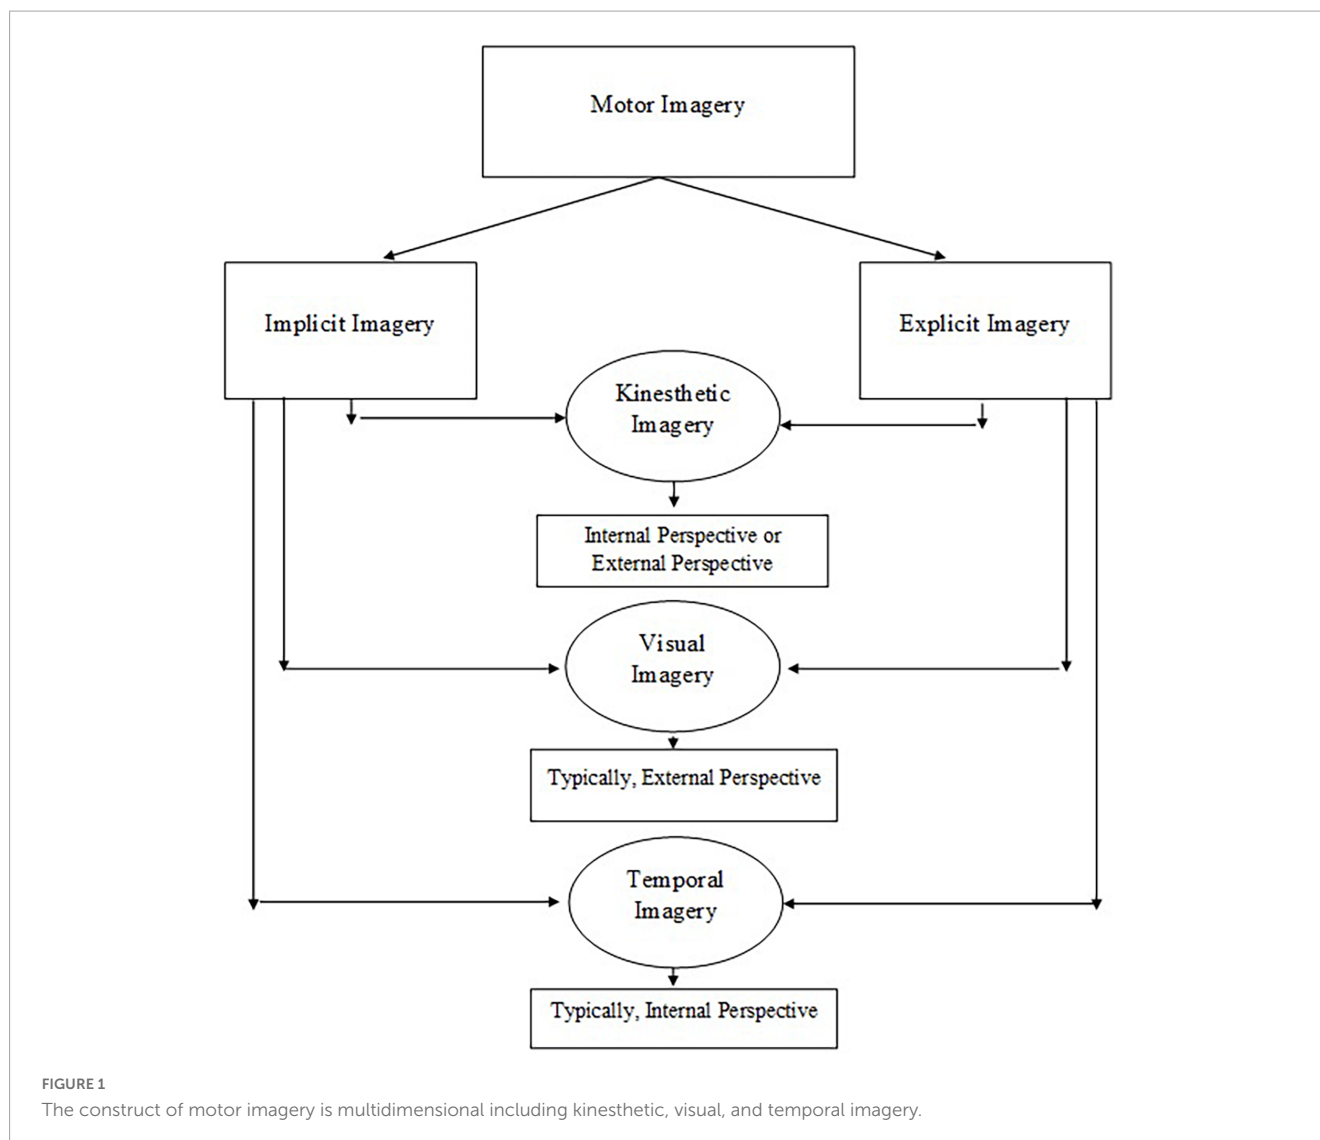 Motor Imagery
Implicit Imagery
Explicit Imagery
Kinesthetic
Imagery
Internal Perspective or
External Perspective
Visual
Imagery
Typically, External Perspective
Temporal
Imagery
Typically, Internal Perspective
FIGURE 1
The construct of motor imagery is multidimensional including kinesthetic, visual, and temporal imagery.